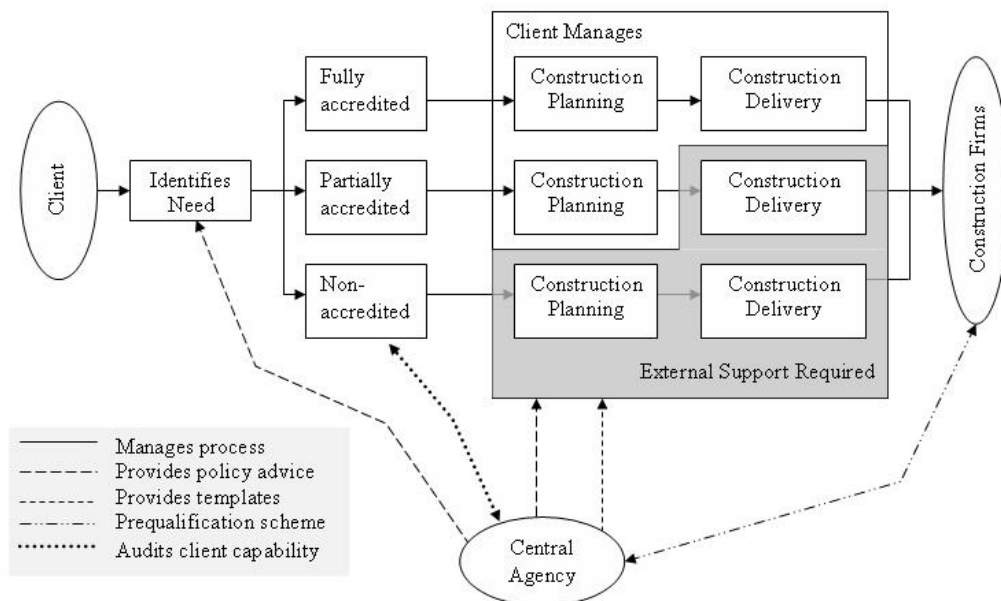 Client Manages
Fully
accredited
Construction
Planning
Construction
Delivery
Client
Identifies
Need
Partially
accredited
Construction
Planning
Construction
Delivery
Construction Firms
Non-
accredited
Construction
Planning
Construction
Delivery
External Support Required
Manages process
Provides policy advice
Provides templates
Prequalification scheme
Audits client capability
Central
Agency